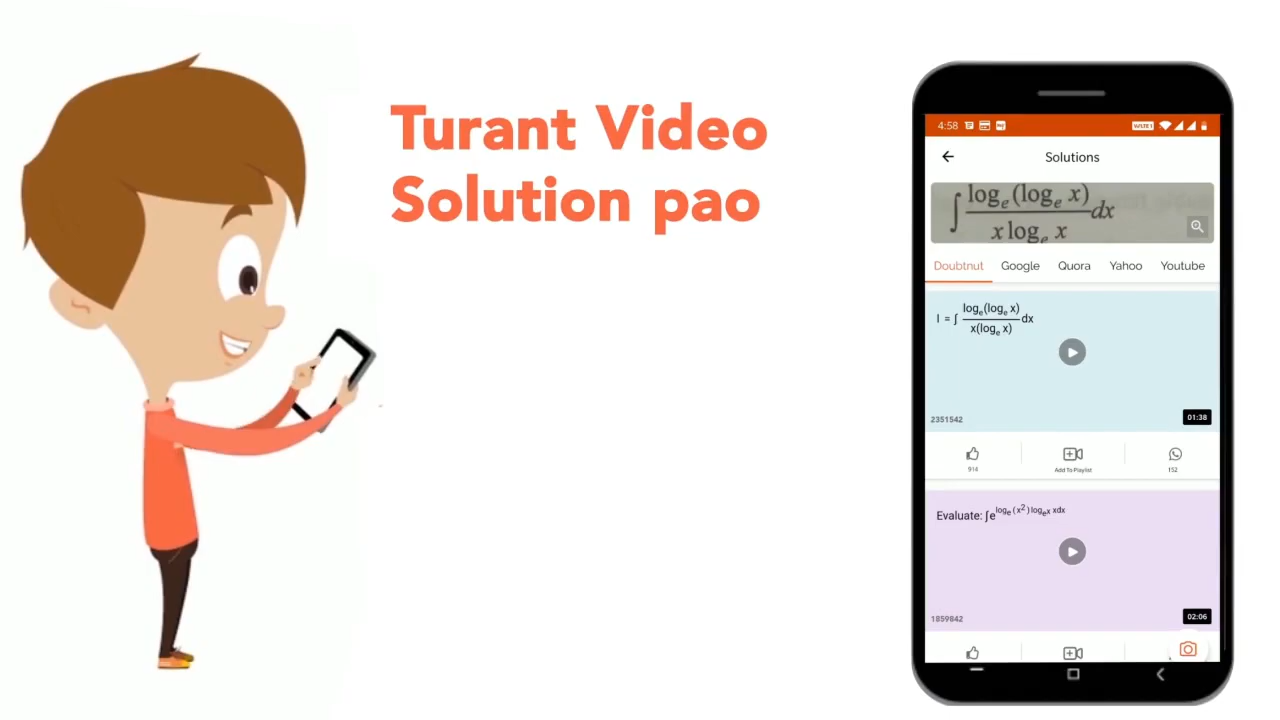 Turant Video
Solution pao
4:58
VoLTE1
Solutions
∫ logₑ(logₑ x) / x logₑ x dx
Doubtnut Google Quora Yahoo Youtube
I = ∫ logₑ(logₑ x) / x(logₑ x) dx
2351542
01:38
914
Add To Playlist
152
Evaluate: ∫e^logₑ(x²)logₑx xdx
1859842
02:06